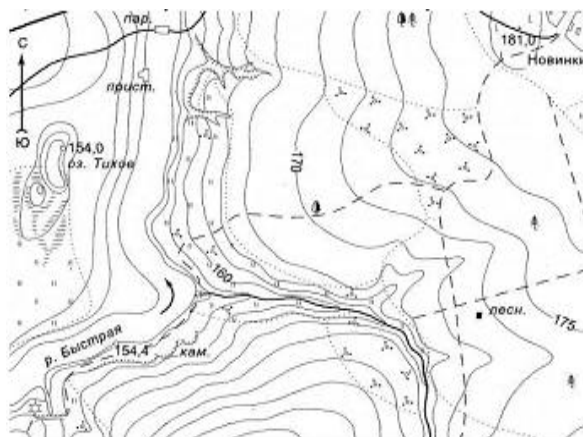 пар.
С
181,0
Новинки
прист.
Ю
154,0
оз. Тихое
170
160
лесн.
175
р. Быстрая
154,4
кам.